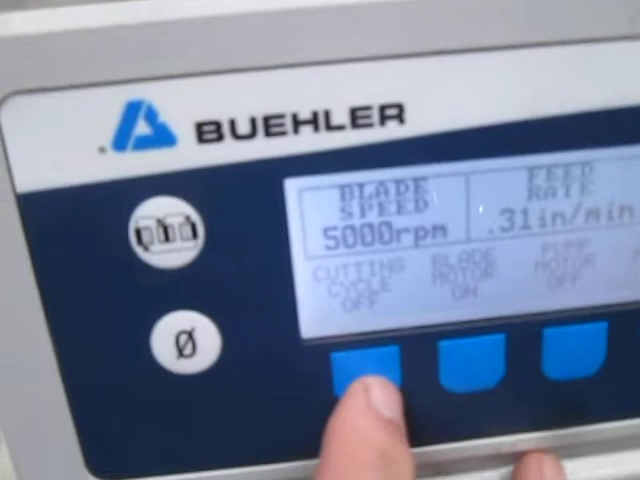 BUEHLER
BLADE
SPEED
5000rpm
FEED
RATE
.31in/min
CUTTING
CYCLE
OFF
BLADE
MOTOR
ON
PUMP
MOTOR
OFF
Ø